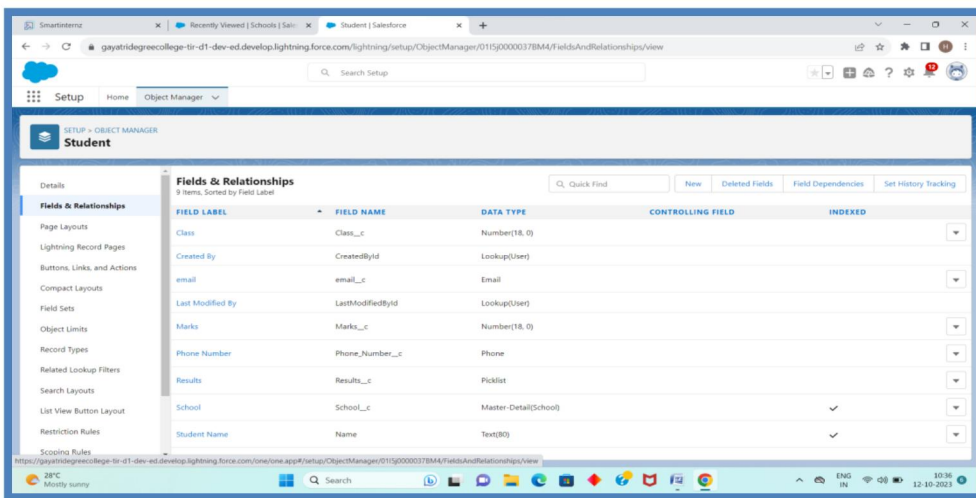 Smartinternz
Recently Viewed | Schools | Sale
Student | Salesforce
gayatridegreecollege-tir-d1-dev-ed.develop.lightning.force.com/lightning/setup/ObjectManager/01I5j0000037BM4/FieldsAndRelationships/view
H
Search Setup
12
Setup Home Object Manager
SETUP > OBJECT MANAGER
Student
Details
Fields & Relationships
Page Layouts
Lightning Record Pages
Buttons, Links, and Actions
Compact Layouts
Field Sets
Object Limits
Record Types
Related Lookup Filters
Search Layouts
List View Button Layout
Restriction Rules
Scoping Rules
Fields & Relationships
9 Items, Sorted by Field Label
Quick Find
New Deleted Fields Field Dependencies Set History Tracking
FIELD LABEL FIELD NAME DATA TYPE CONTROLLING FIELD INDEXED
Class Class__c Number(18, 0)
Created By CreatedById Lookup(User)
email email__c Email
Last Modified By LastModifiedById Lookup(User)
Marks Marks__c Number(18, 0)
Phone Number Phone_Number__c Phone
Results Results__c Picklist
School School__c Master-Detail(School)
Student Name Name Text(80)
https://gayatridegreecollege-tir-d1-dev-ed.develop.lightning.force.com/one/one.app#/setup/ObjectManager/01I5j0000037BM4/FieldsAndRelationships/view
28°C
Mostly sunny
Search
ENG
IN
10:36
12-10-2023